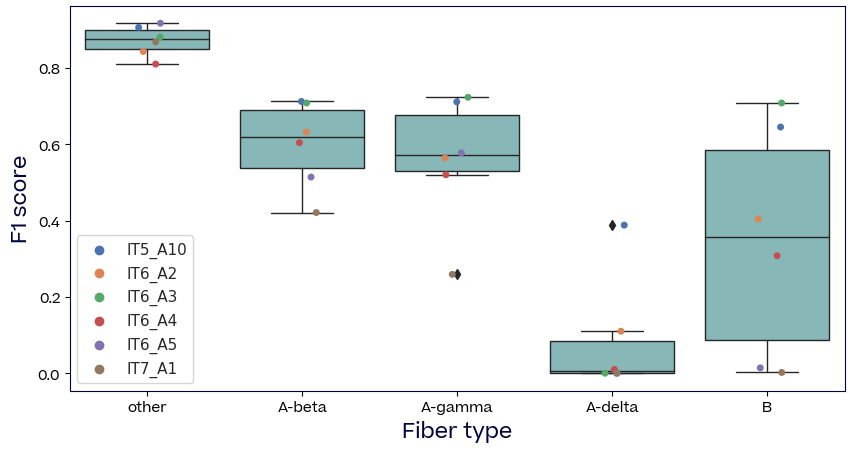 F1 score
0.8
0.6
0.4
0.2
0.0
IT5_A10
IT6_A2
IT6_A3
IT6_A4
IT6_A5
IT7_A1
other A-beta A-gamma A-delta B
Fiber type